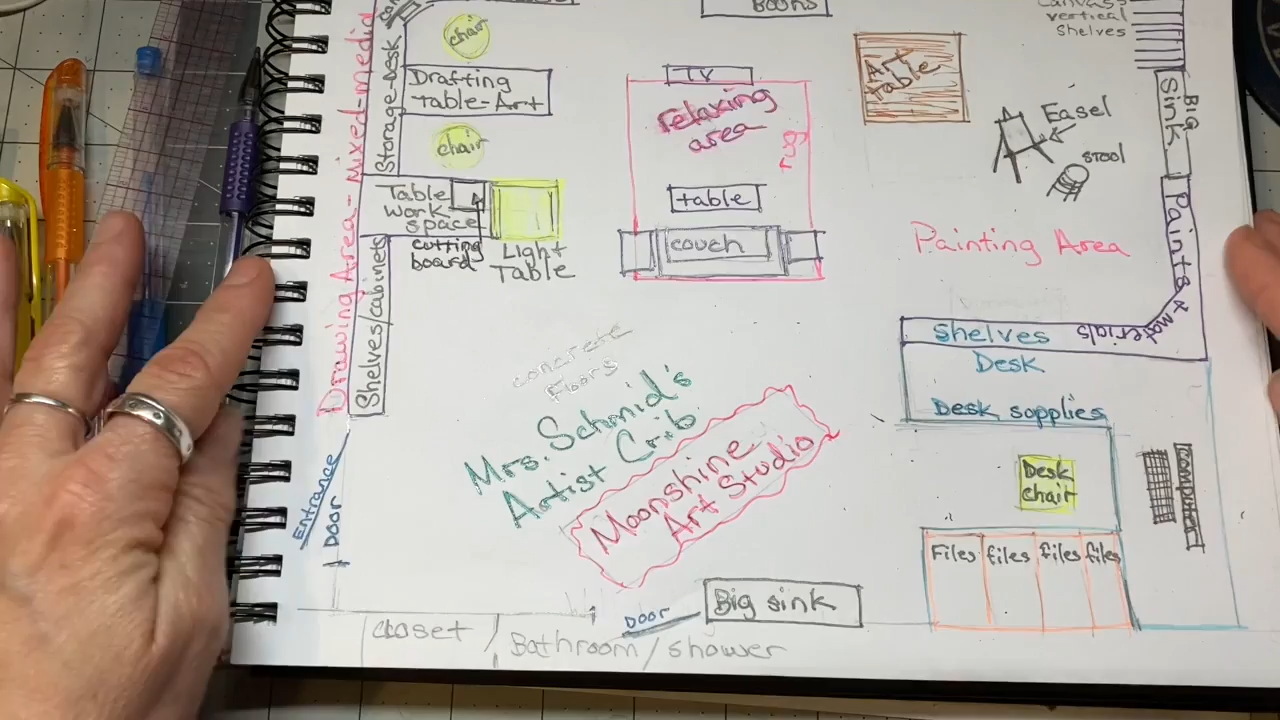 Books
Canvas
vertical
shelves
chair
Drafting
table-Art
chair
Storage-Desk
Drawing Area-mixed-media
Table
work
space
cutting
board
Light
Table
Shelves/cabinets
TV
relaxing
area
rug
table
couch
Art
table
Easel
stool
Big
Sink
Paints & materials
Painting Area
shelves
Desk
Desk supplies
Desk
chair
computer
Files files files files
concrete
Floors
Mrs. Schmid's
Artist Crib
Moonshine
Art Studio
Entrance
Door
Door
Big sink
closet / Bathroom/shower